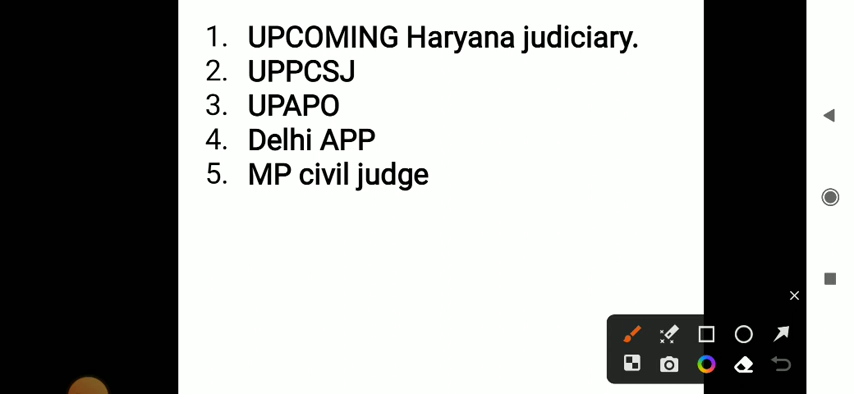 1. UPCOMING Haryana judiciary.
2. UPPCSJ
3. UPAPO
4. Delhi APP
5. MP civil judge